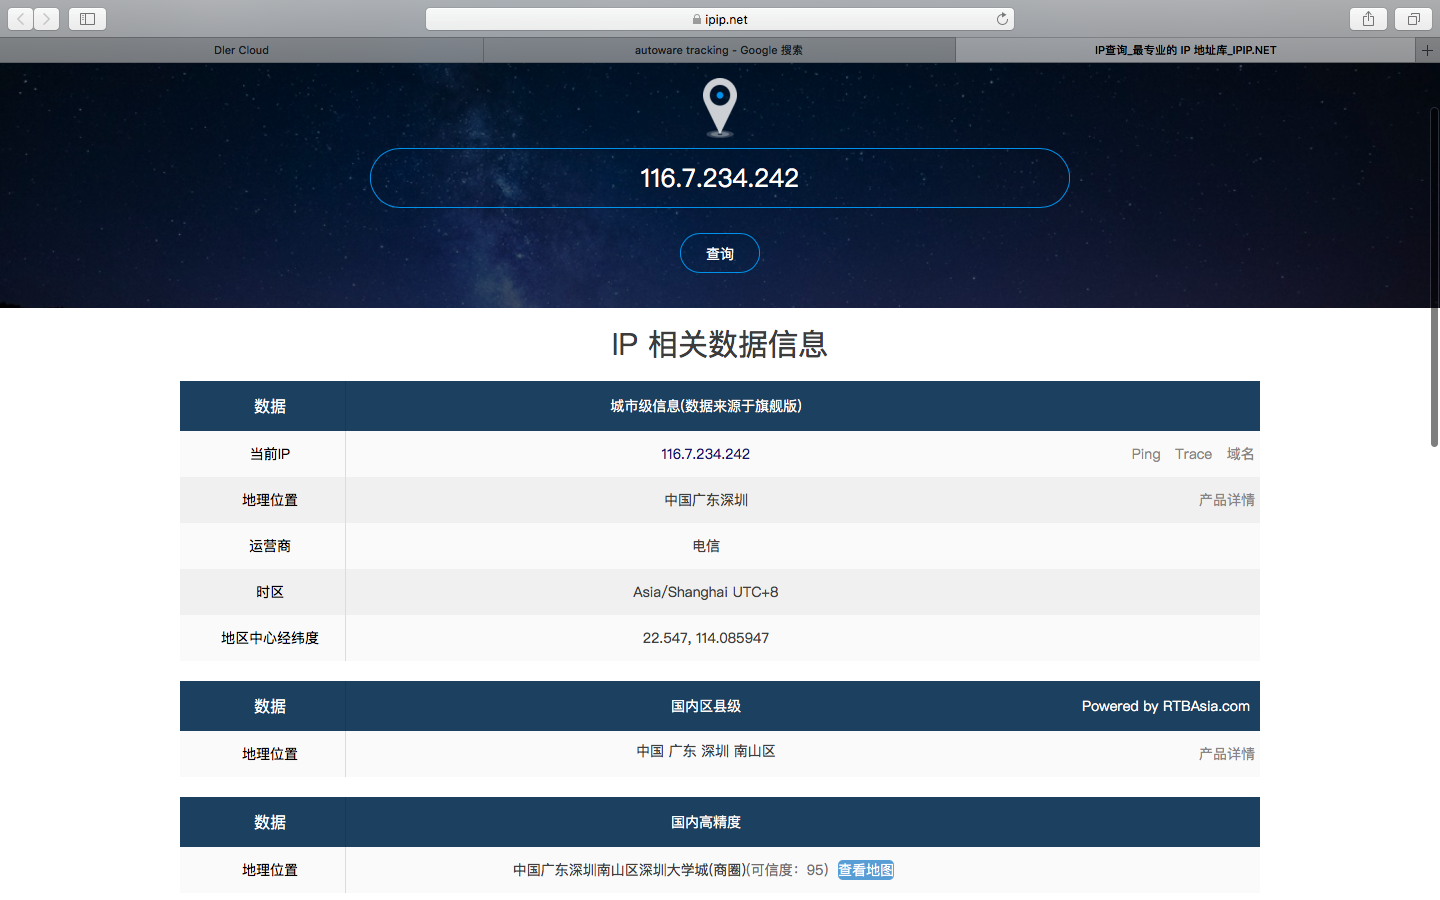 ipip.net
Dler Cloud
autoware tracking - Google 搜索
IP查询_最专业的 IP 地址库_IPIP.NET
116.7.234.242
查询
IP 相关数据信息
数据 城市级信息(数据来源于旗舰版)
当前IP 116.7.234.242 Ping Trace 域名
地理位置 中国广东深圳 产品详情
运营商 电信
时区 Asia/Shanghai UTC+8
地区中心经纬度 22.547, 114.085947
数据 国内区县级 Powered by RTBAsia.com
地理位置 中国 广东 深圳 南山区 产品详情
数据 国内高精度
地理位置 中国广东深圳南山区深圳大学城(商圈)(可信度：95) 查看地图